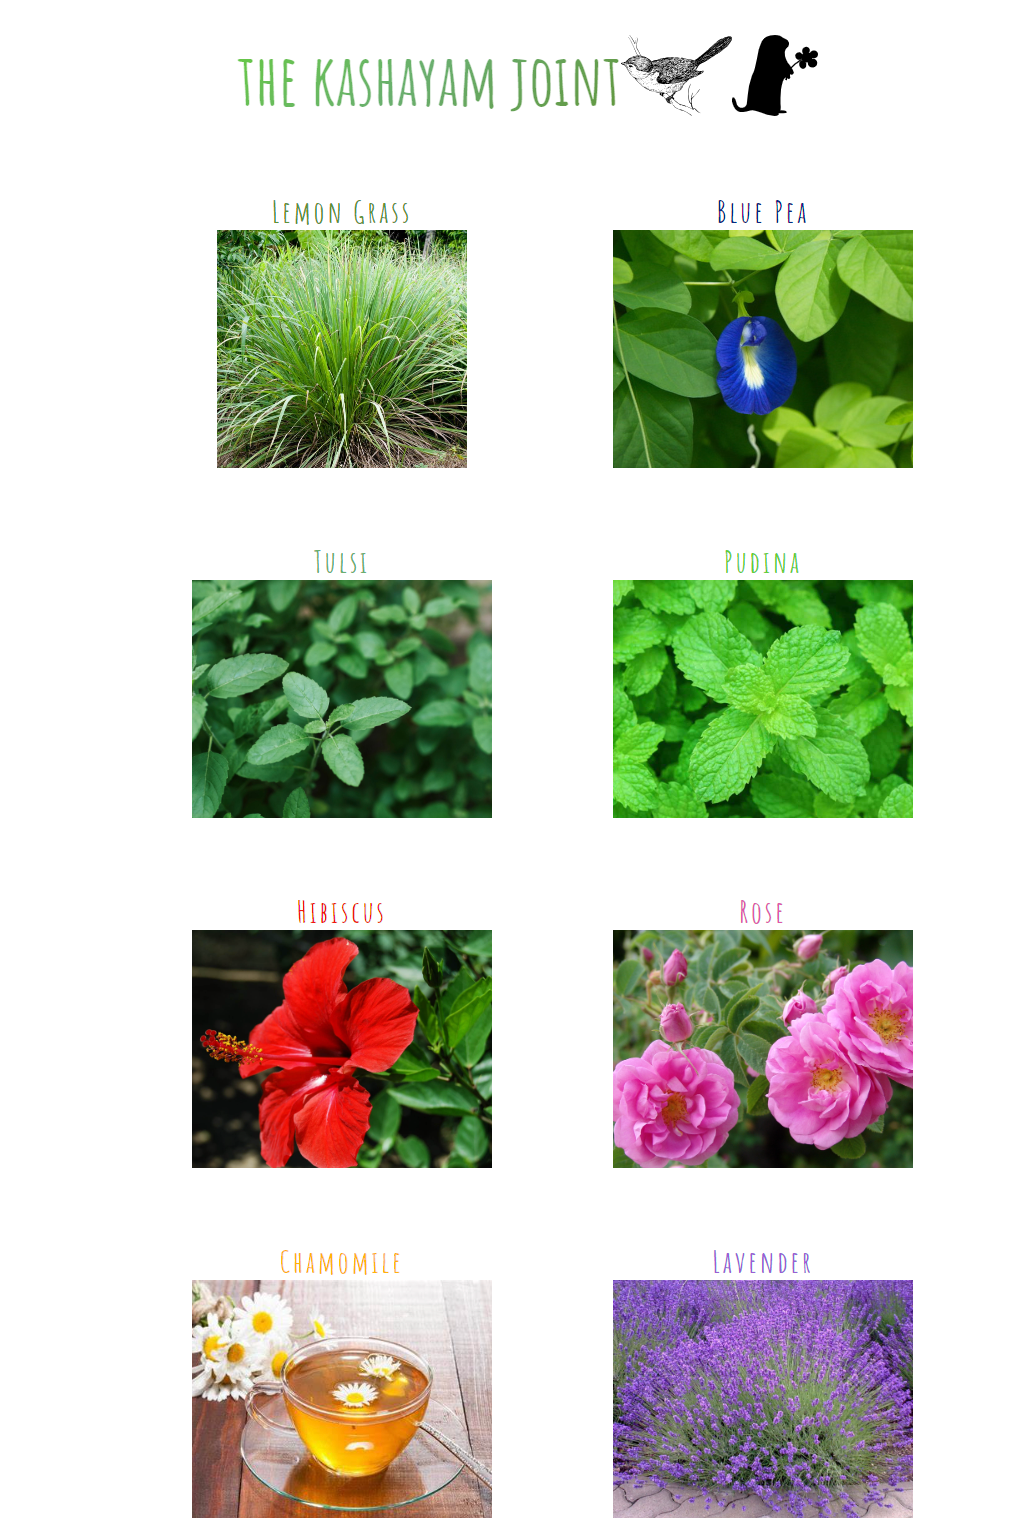 THE KASHAYAM JOINT
Lemon Grass
Blue Pea
Tulsi
Pudina
Hibiscus
Rose
Chamomile
Lavender